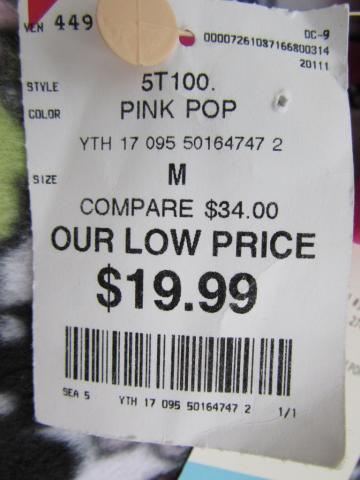 VEN 449
DC-9
00007261087166800314
20111
STYLE 5T100.
COLOR PINK POP
YTH 17 095 50164747 2
SIZE M
COMPARE $34.00
OUR LOW PRICE
$19.99
SEA 5 YTH 17 095 50164747 2 1/1